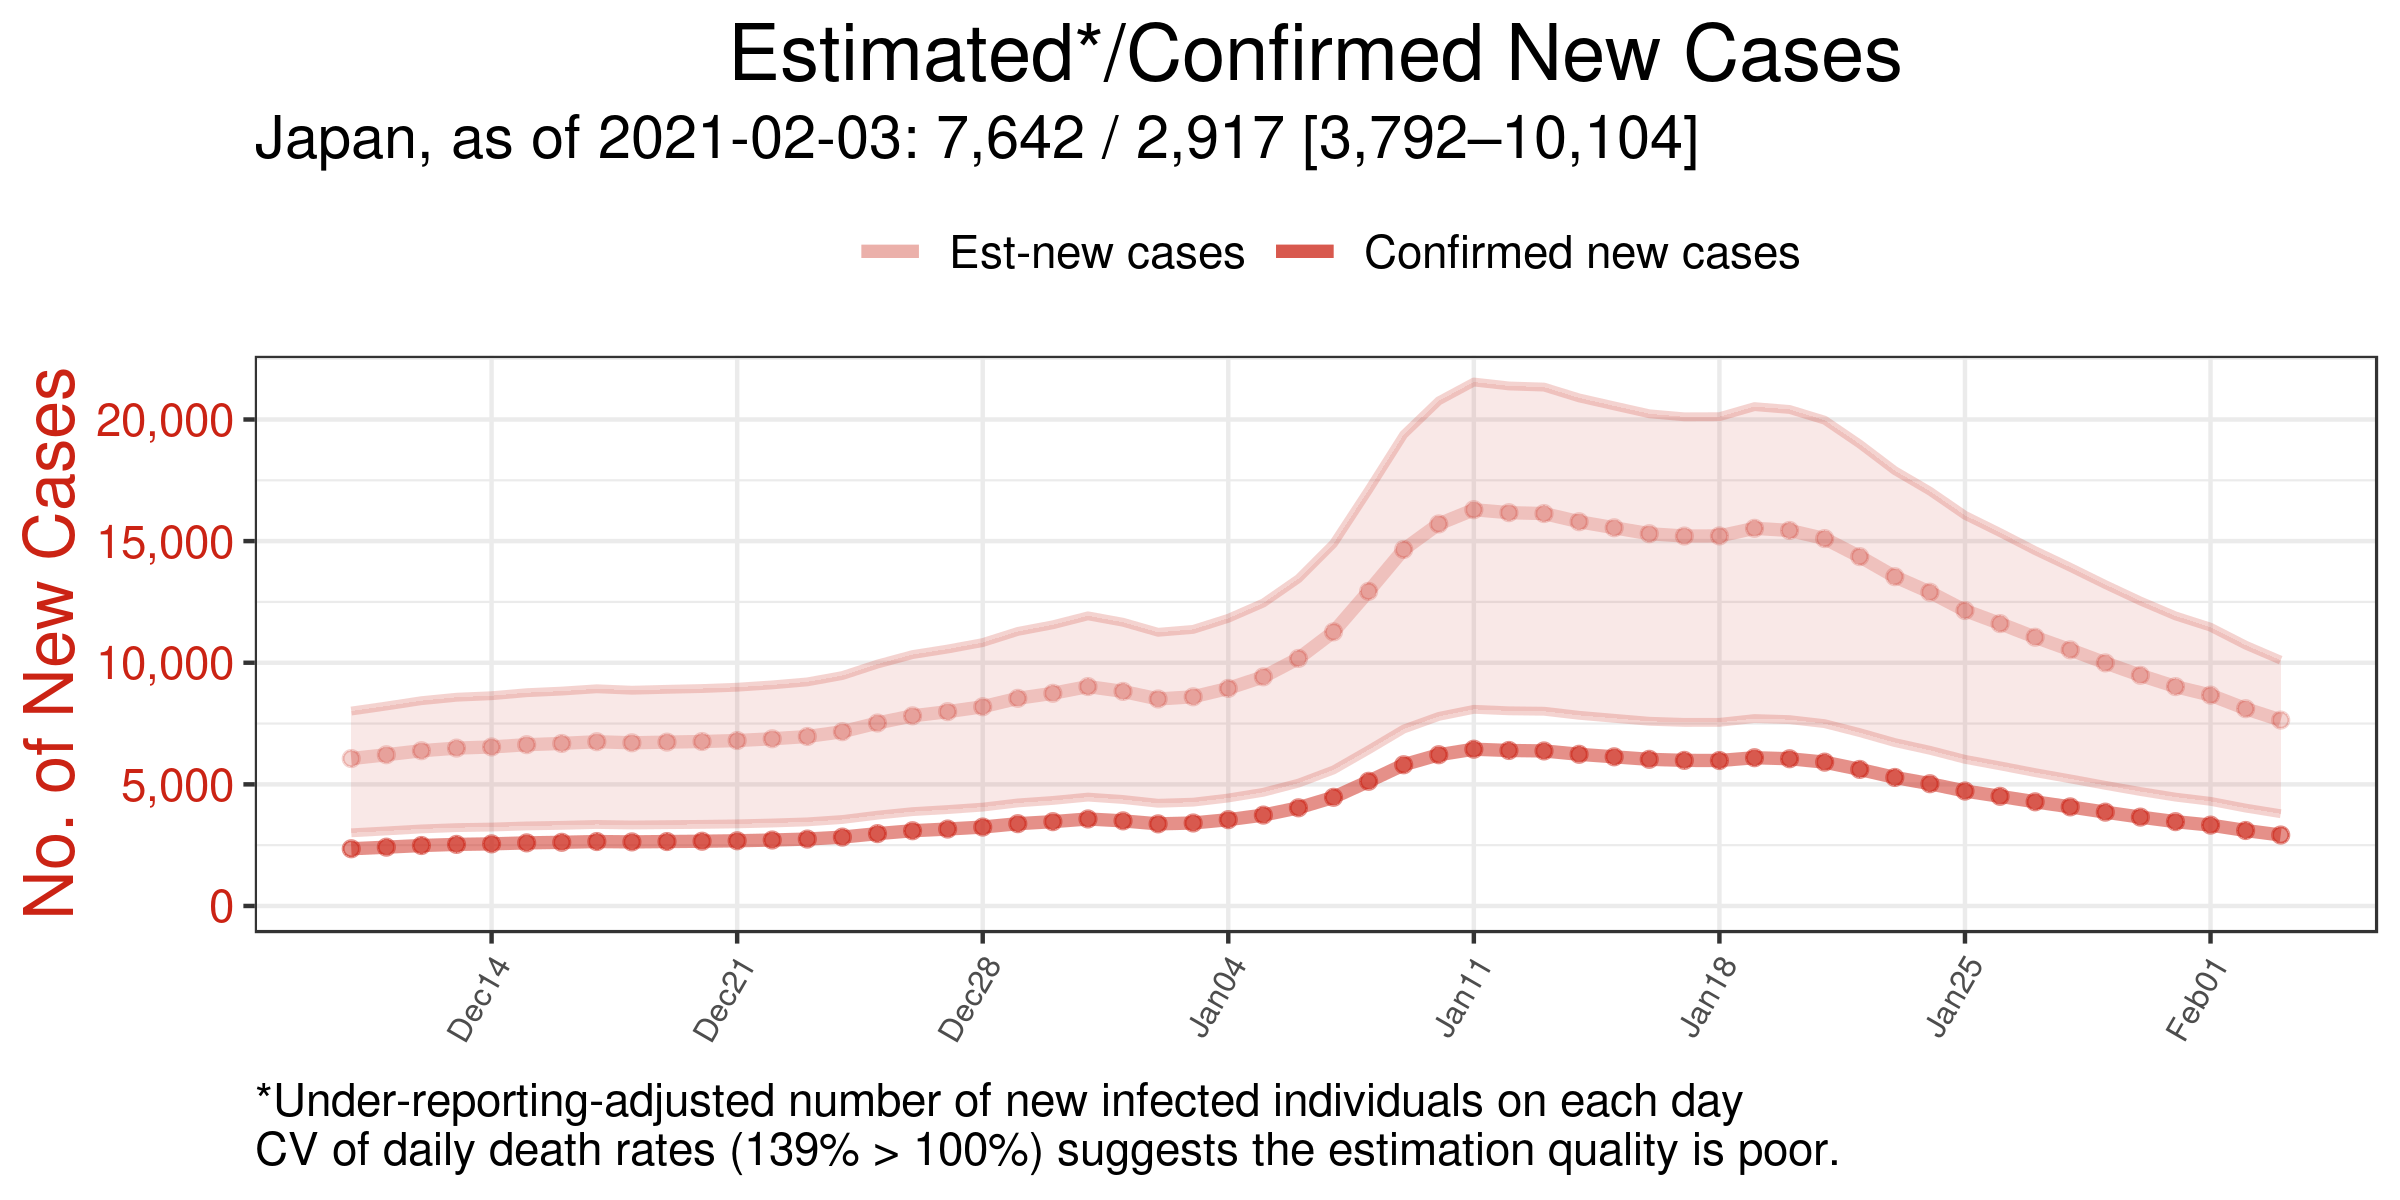 Estimated*/Confirmed New Cases
Japan, as of 2021-02-03: 7,642 / 2,917 [3,792–10,104]
Est-new cases
Confirmed new cases
No. of New Cases
20,000
15,000
10,000
5,000
0
Dec14
Dec21
Dec28
Jan04
Jan11
Jan18
Jan25
Feb01
*Under-reporting-adjusted number of new infected individuals on each day
CV of daily death rates (139% > 100%) suggests the estimation quality is poor.